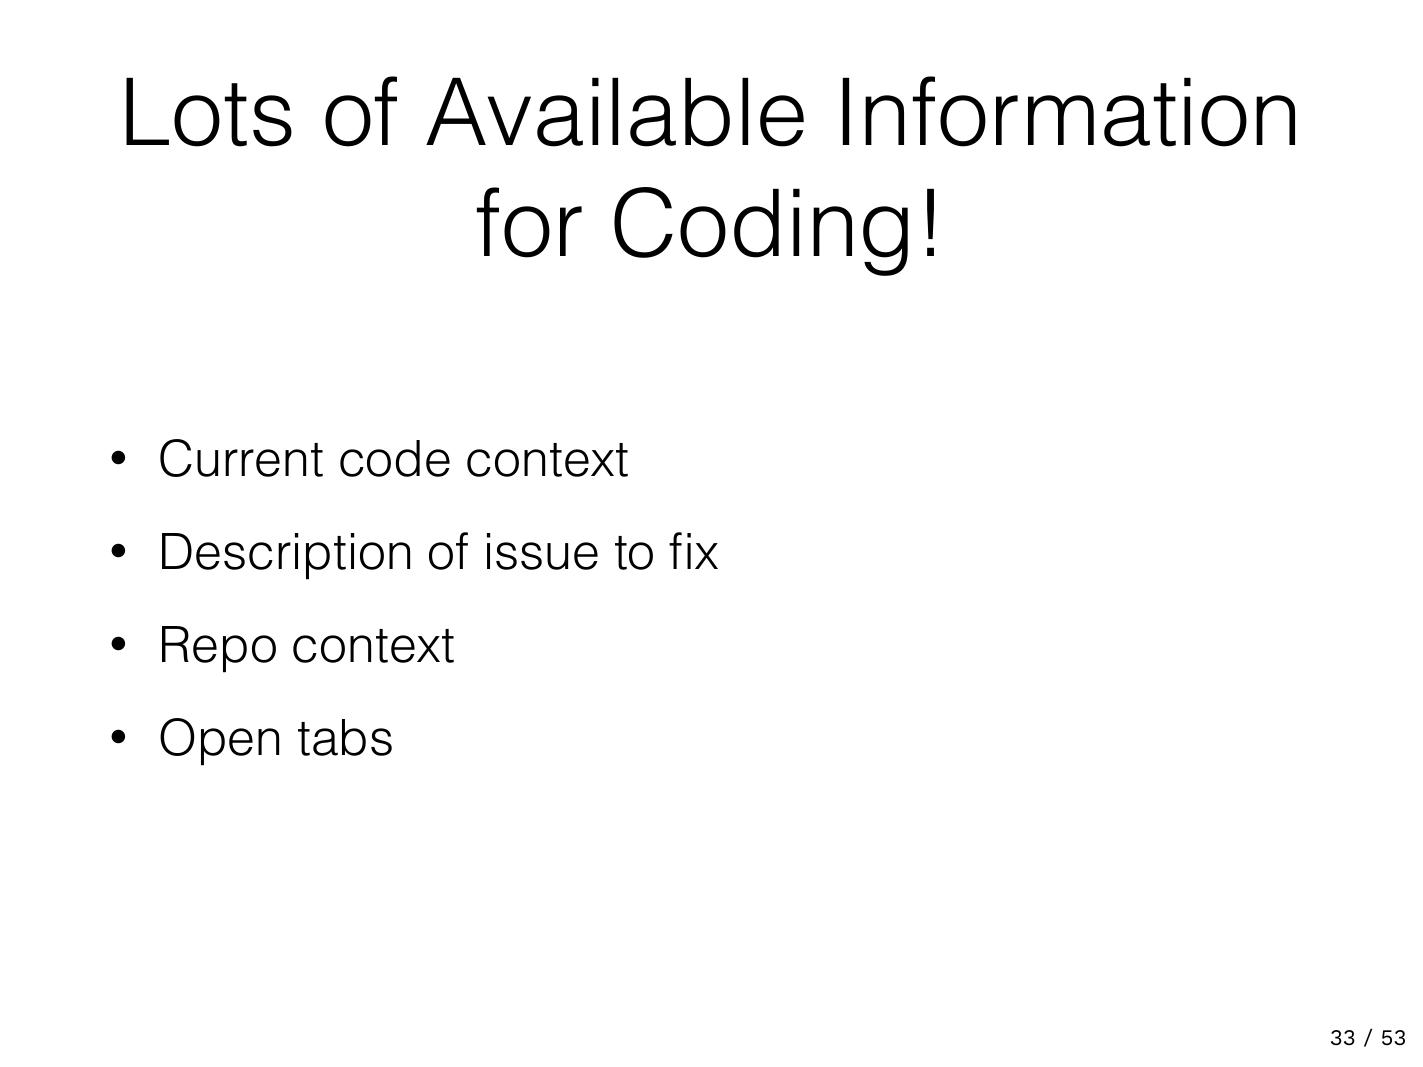 Lots of Available Information
for Coding!
• Current code context
• Description of issue to fix
• Repo context
• Open tabs
33 / 53